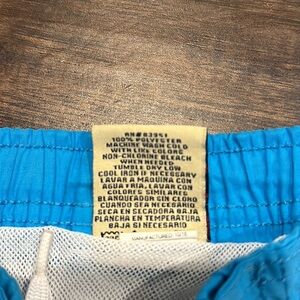 RN#83951
100% POLYESTER
MACHINE WASH COLD
WITH LIKE COLORS
NON-CHLORINE BLEACH
WHEN NEEDED
TUMBLE DRY LOW
COOL IRON IF NECESSARY
LAVAR A MAQUINA CON
AGUA FRIA, LAVAR CON
COLORES SIMILARES
BLANQUEADOR SIN CLORO
CUANDO SEA NECESARIO
SECA EN SECADORA BAJA
PLANCHA EN TEMPERATURA
BAJA SI NECESARIO
MANUFACTURED